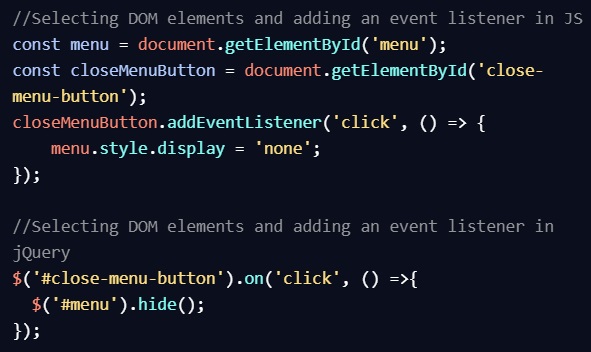 //Selecting DOM elements and adding an event listener in JS
const menu = document.getElementById('menu');
const closeMenuButton = document.getElementById('close-
menu-button');
closeMenuButton.addEventListener('click', () => {
    menu.style.display = 'none';
});

//Selecting DOM elements and adding an event listener in
jQuery
$('#close-menu-button').on('click', () =>{
  $('#menu').hide();
});